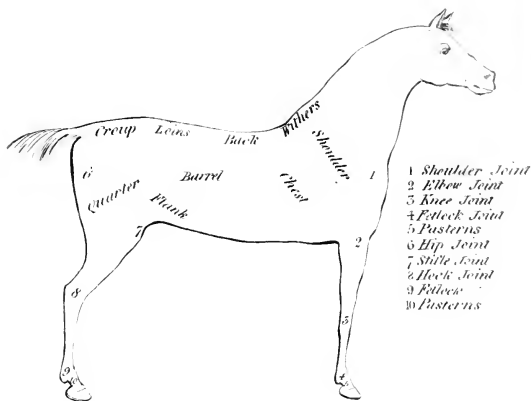 Withers
Croup Loins Back
Shoulder
Barrel
Chest
Quarter
Flank
1
2
3
4
5
6
7
8
9
10
1 Shoulder Joint
2 Elbow Joint
3 Knee Joint
4 Fetlock Joint
5 Pasterns
6 Hip Joint
7 Stifle Joint
8 Hock Joint
9 Fetlock
10 Pasterns